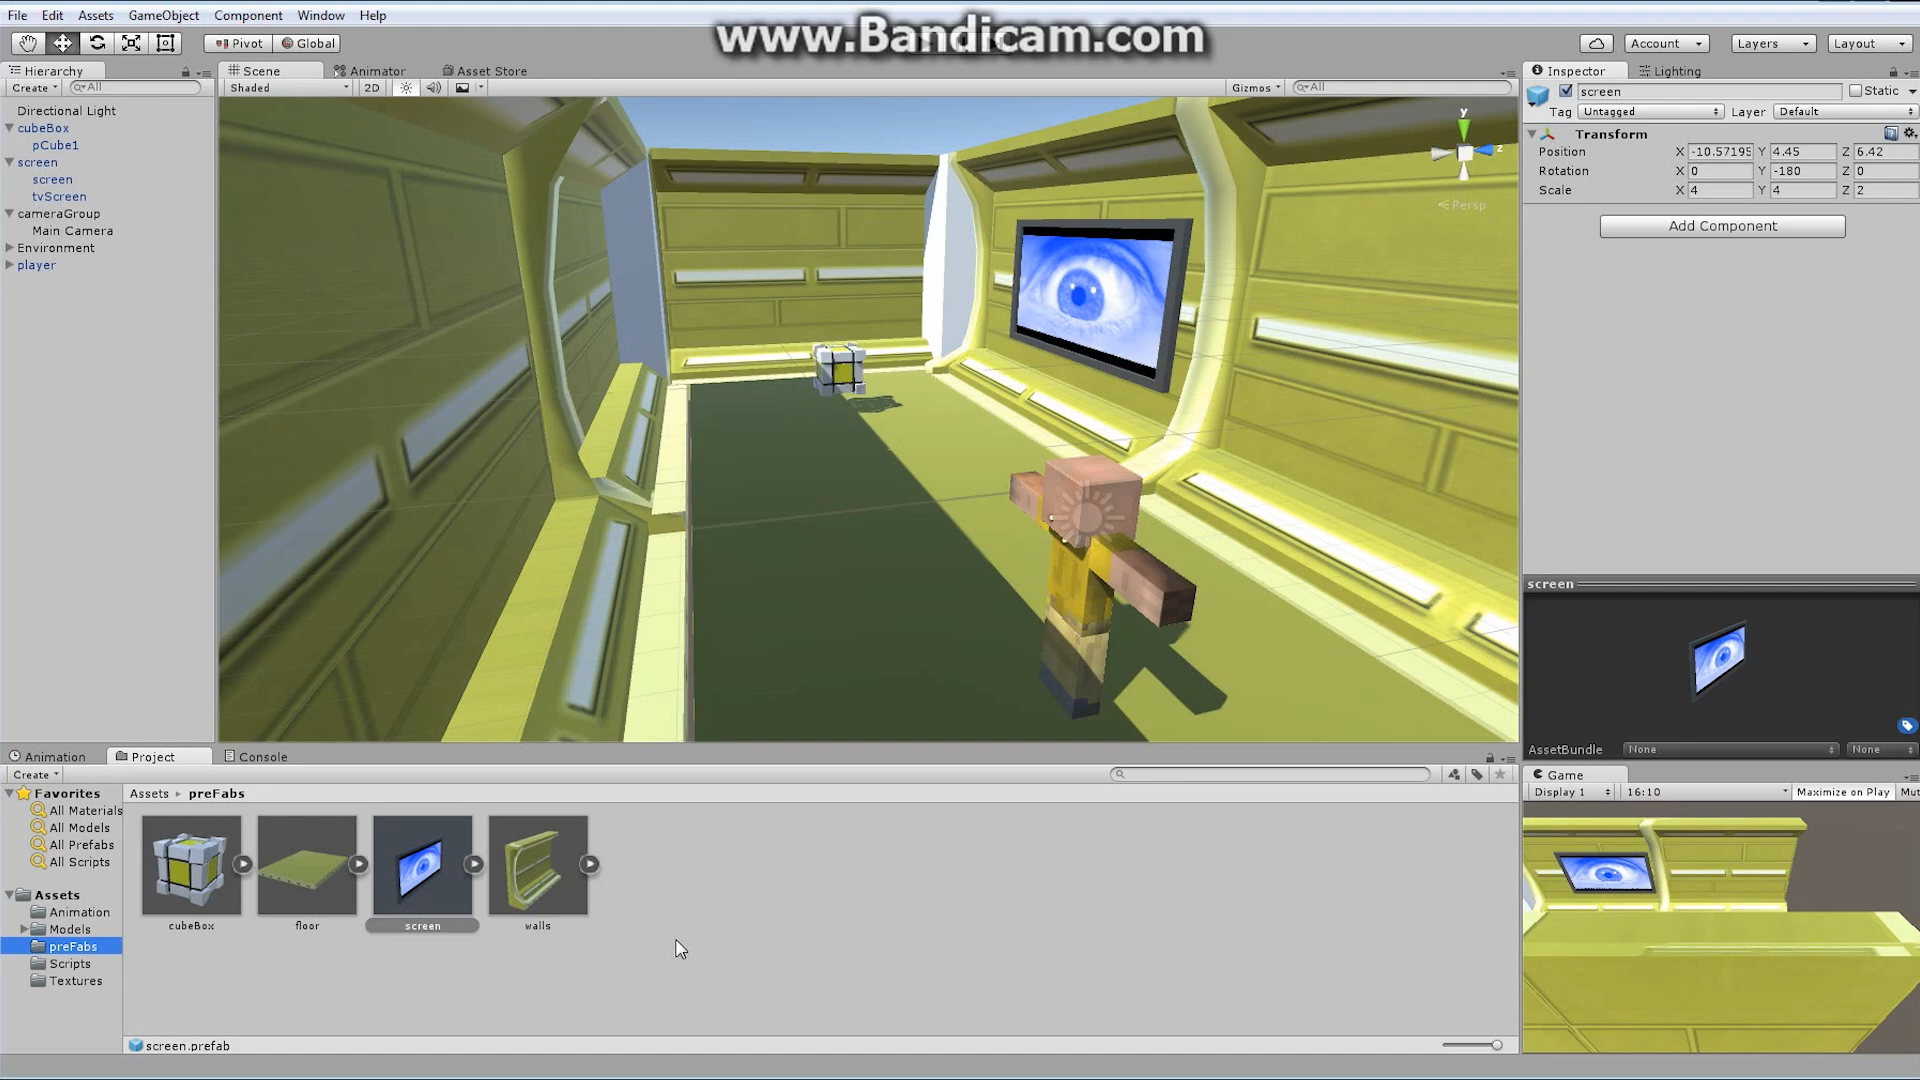 File Edit Assets GameObject Component Window Help
www.Bandicam.com
Pivot Global Account Layers Layout
Hierarchy
Create All
Directional Light
cubeBox
pCube1
screen
screen
tvScreen
cameraGroup
Main Camera
Environment
player
Scene Animator Asset Store
Shaded 2D Gizmos All
y
z
Persp
Inspector Lighting
screen Static
Tag Untagged Layer Default
Transform
Position X -10.57195 Y 4.45 Z 6.42
Rotation X 0 Y -180 Z 0
Scale X 4 Y 4 Z 2
Add Component
screen
AssetBundle None None
Animation Project Console
Create
Favorites
All Materials
All Models
All Prefabs
All Scripts
Assets
Animation
Models
preFabs
Scripts
Textures
Assets preFabs
cubeBox floor screen walls
screen.prefab
Game
Display 1 16:10 Maximize on Play Mut